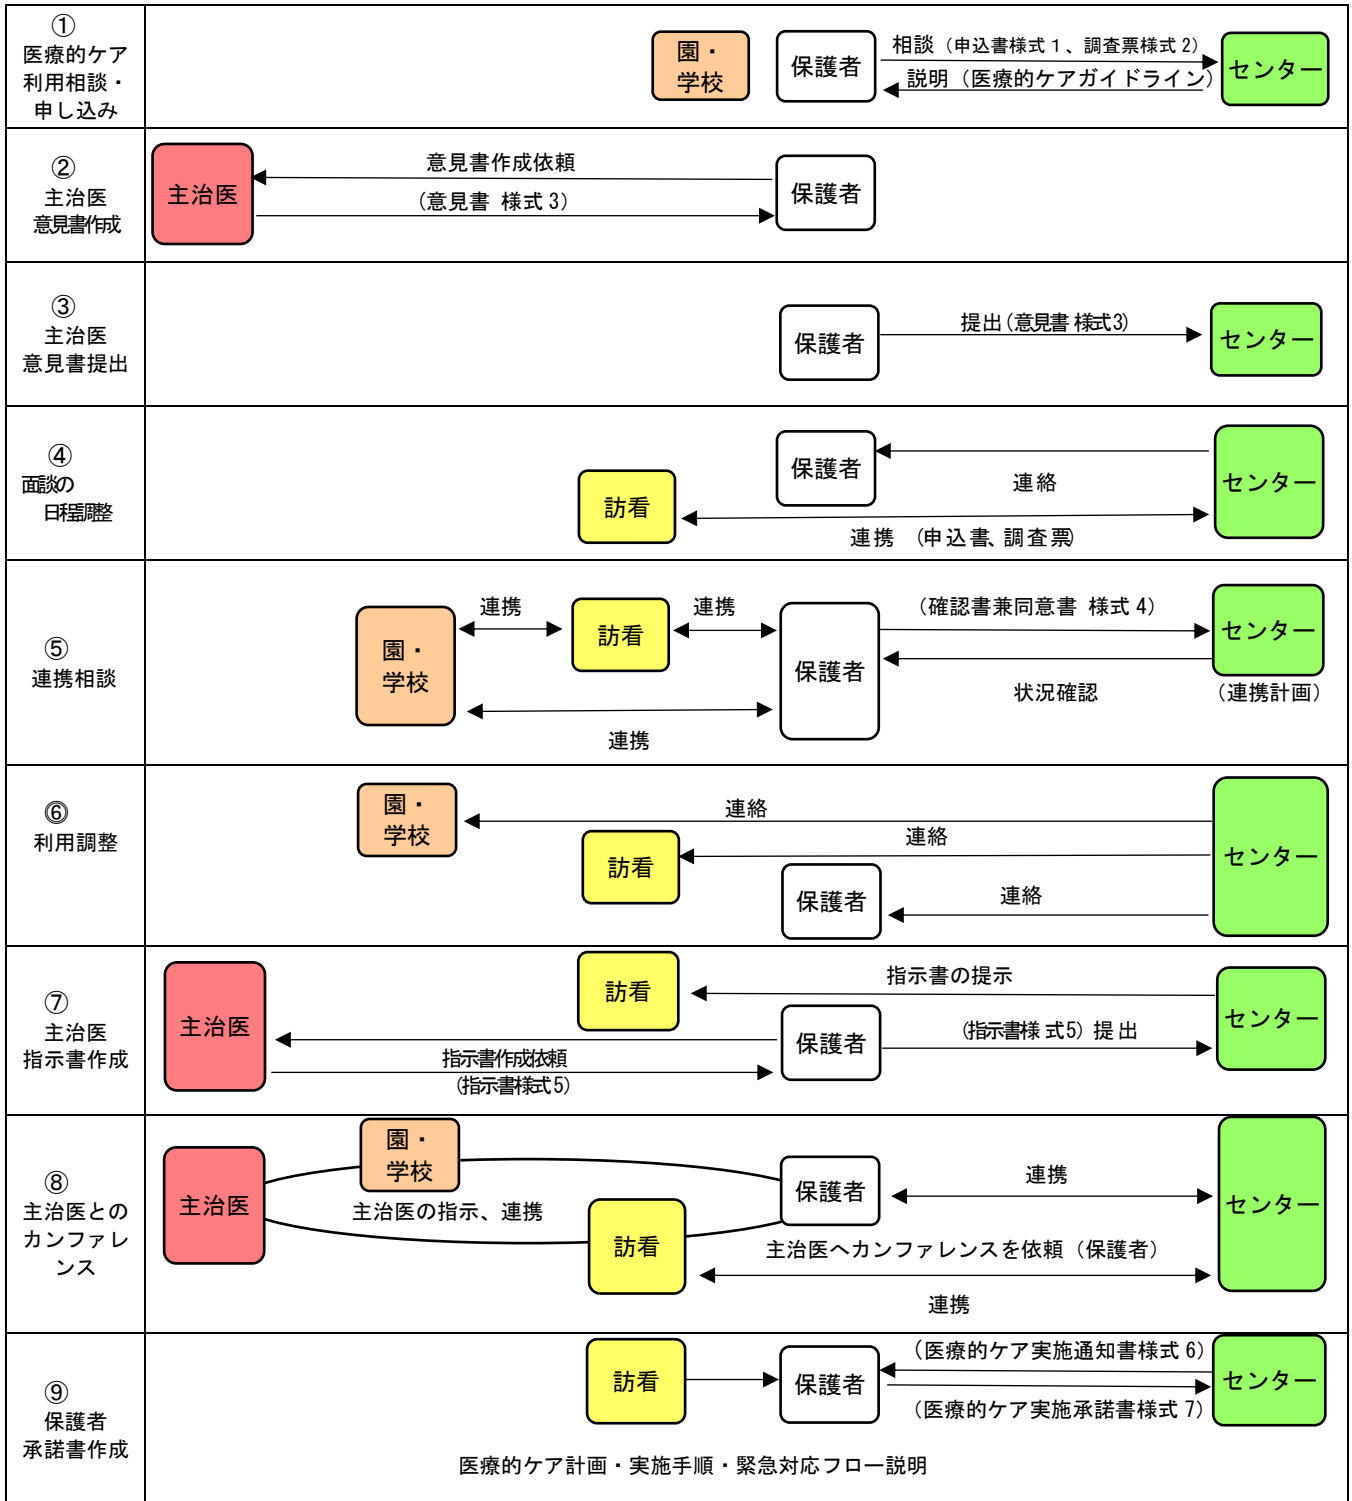 ①
医療的ケア
利用相談・
申し込み
園・
学校
保護者
相談（申込書様式１、調査票様式２）
説明（医療的ケアガイドライン）
センター
②
主治医
意見書作成
主治医
意見書作成依頼
（意見書 様式３）
保護者
③
主治医
意見書提出
保護者
提出（意見書 様式３）
センター
④
面談の
日程調整
保護者
訪看
連絡
連携 （申込書、調査票）
センター
⑤
連携相談
園・
学校
連携
訪看
連携
保護者
連携
（確認書兼同意書 様式４）
状況確認
センター
（連携計画）
⑥
利用調整
園・
学校
連絡
訪看
連絡
保護者
連絡
センター
⑦
主治医
指示書作成
主治医
訪看
指示書の提示
指示書作成依頼
（指示書様式５）
保護者
（指示書様式５）提出
センター
⑧
主治医との
カンファレ
ンス
主治医
園・
学校
主治医の指示、連携
訪看
保護者
連携
主治医へカンファレンスを依頼（保護者）
連携
センター
⑨
保護者
承諾書作成
訪看
保護者
（医療的ケア実施通知書様式６）
（医療的ケア実施承諾書様式７）
センター
医療的ケア計画・実施手順・緊急対応フロー説明